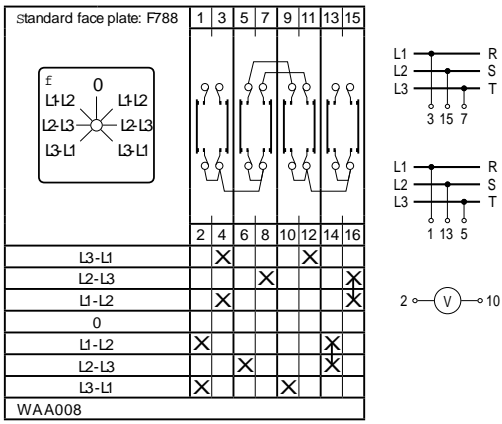 Standard face plate: F788
1 3 5 7 9 11 13 15
f
0
L1-L2 L1-L2
L2-L3 L2-L3
L3-L1 L3-L1
2 4 6 8 10 12 14 16
L3-L1 X X
L2-L3 X X
L1-L2 X X
0
L1-L2 X X
L2-L3 X X
L3-L1 X X
WAA008
L1 R
L2 S
L3 T
3 15 7
L1 R
L2 S
L3 T
1 13 5
2 V 10